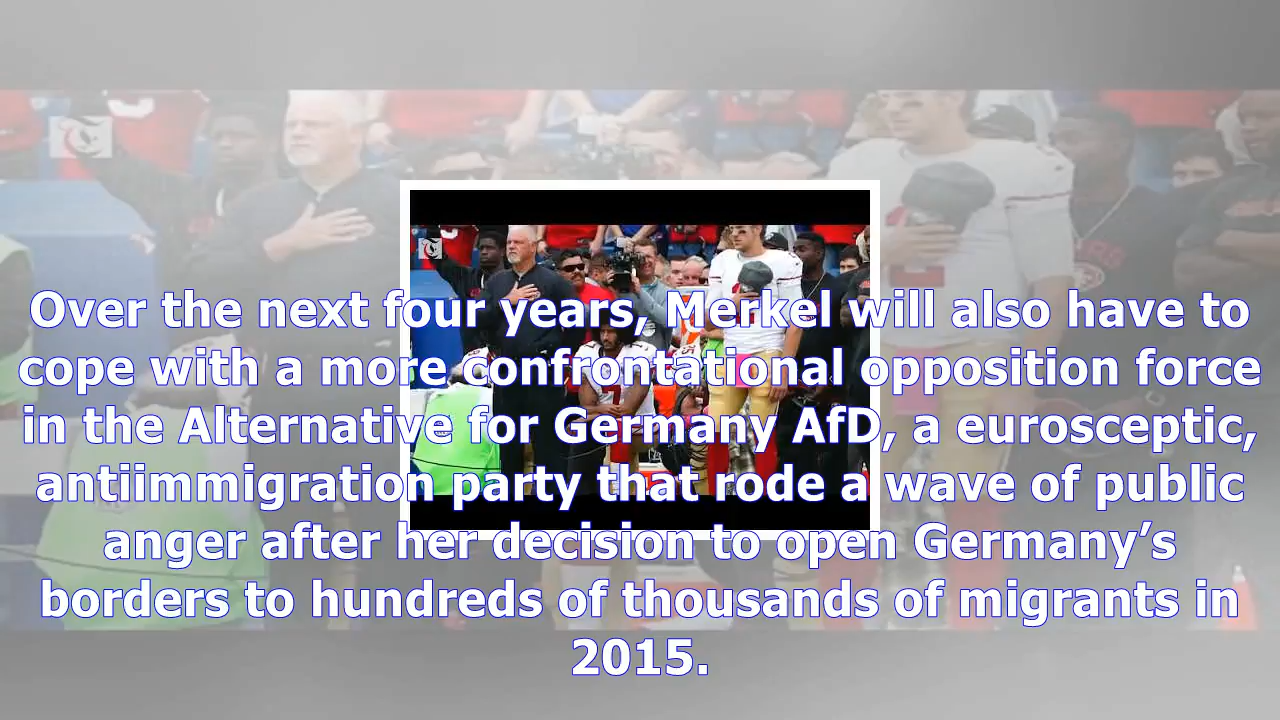 Over the next four years, Merkel will also have to
cope with a more confrontational opposition force
in the Alternative for Germany AfD, a eurosceptic,
antiimmigration party that rode a wave of public
anger after her decision to open Germany’s
borders to hundreds of thousands of migrants in
2015.